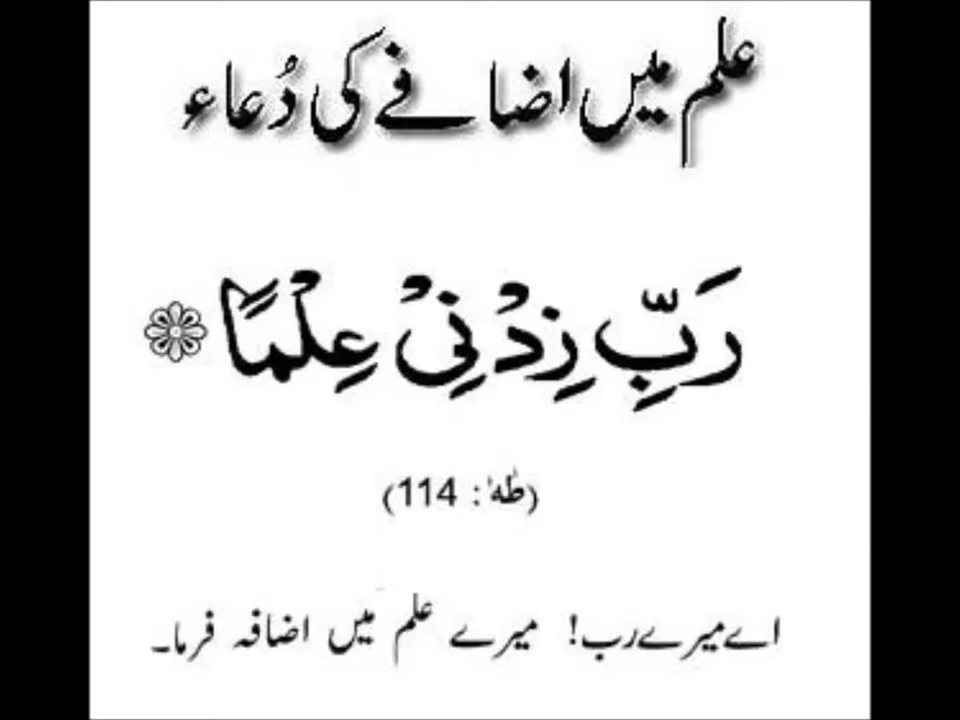 علم میں اضافے کی دُعاء
رَبِّ زِدْنِیْ عِلْمًا
(طٰهٰ: 114)
اے میرے رب! میرے علم میں اضافہ فرما۔